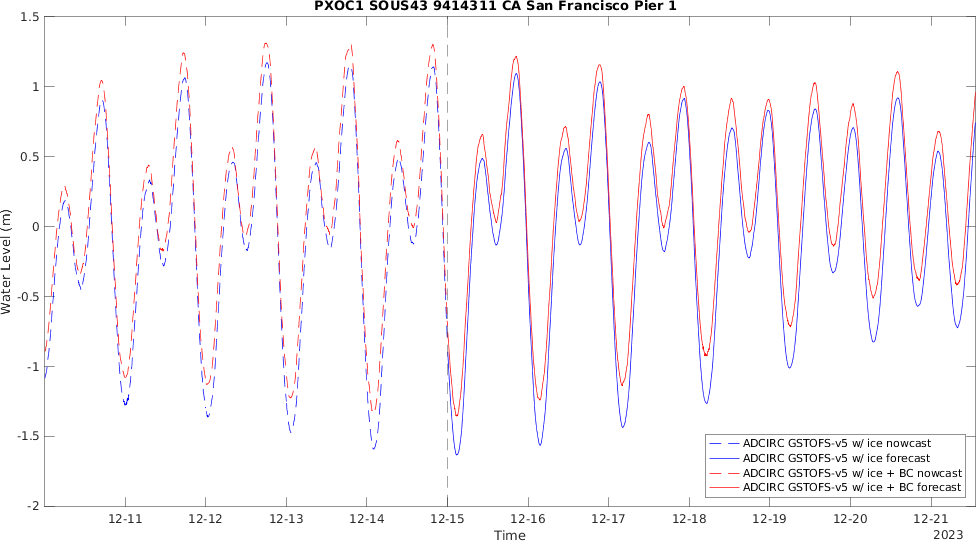 PXOC1 SOUS43 9414311 CA San Francisco Pier 1
1.5
1
0.5
0
-0.5
-1
-1.5
-2
Water Level (m)
12-11 12-12 12-13 12-14 12-15 12-16 12-17 12-18 12-19 12-20 12-21
Time
2023
ADCIRC GSTOFS-v5 w/ ice nowcast
ADCIRC GSTOFS-v5 w/ ice forecast
ADCIRC GSTOFS-v5 w/ ice + BC nowcast
ADCIRC GSTOFS-v5 w/ ice + BC forecast